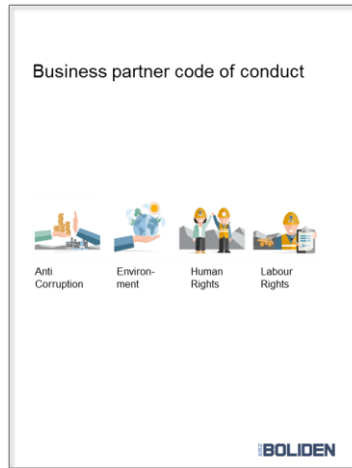 Business partner code of conduct
Anti
Corruption
Environ-
ment
Human
Rights
Labour
Rights
BOLIDEN